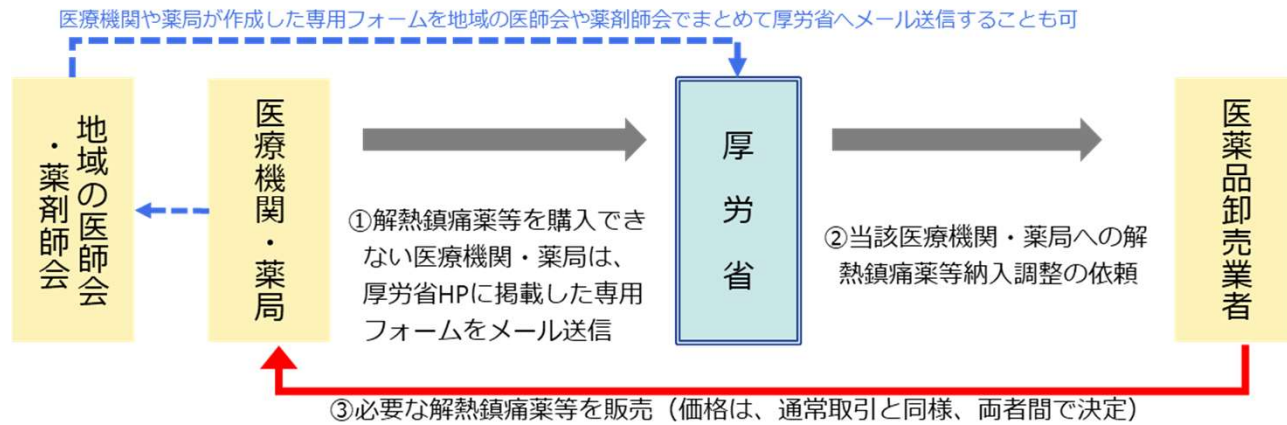 医療機関や薬局が作成した専用フォームを地域の医師会や薬剤師会でまとめて厚労省へメール送信することも可
地域の医師会
・薬剤師会
医療機関・薬局
①解熱鎮痛薬等を購入でき
ない医療機関・薬局は、
厚労省HPに掲載した専用
フォームをメール送信
厚労省
②当該医療機関・薬局への解
熱鎮痛薬等納入調整の依頼
医薬品卸売業者
③必要な解熱鎮痛薬等を販売（価格は、通常取引と同様、両者間で決定）